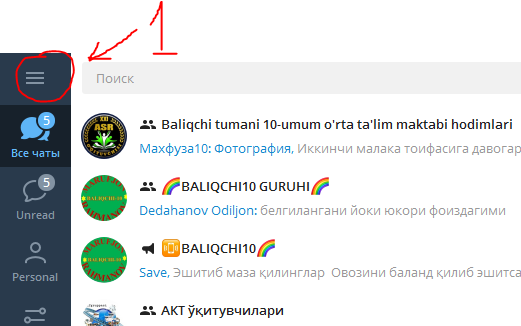 1
Поиск
5
Все чаты
Baliqchi tumani 10-umum o'rta ta'lim maktabi hodimlari
Махфуза10: Фотография, Иккинчи малака тоифасига давогар
5
Unread
🌈BALIQCHI10 GURUHI🌈
Dedahanov Odiljon: белгилангани йоки юкори фоиздагими
Personal
BALIQCHI10🌈
Save, Эшитиб маза қилинглар Овозини баланд қилиб эшитса
АКТ ўқитувчилари
XXI ASR